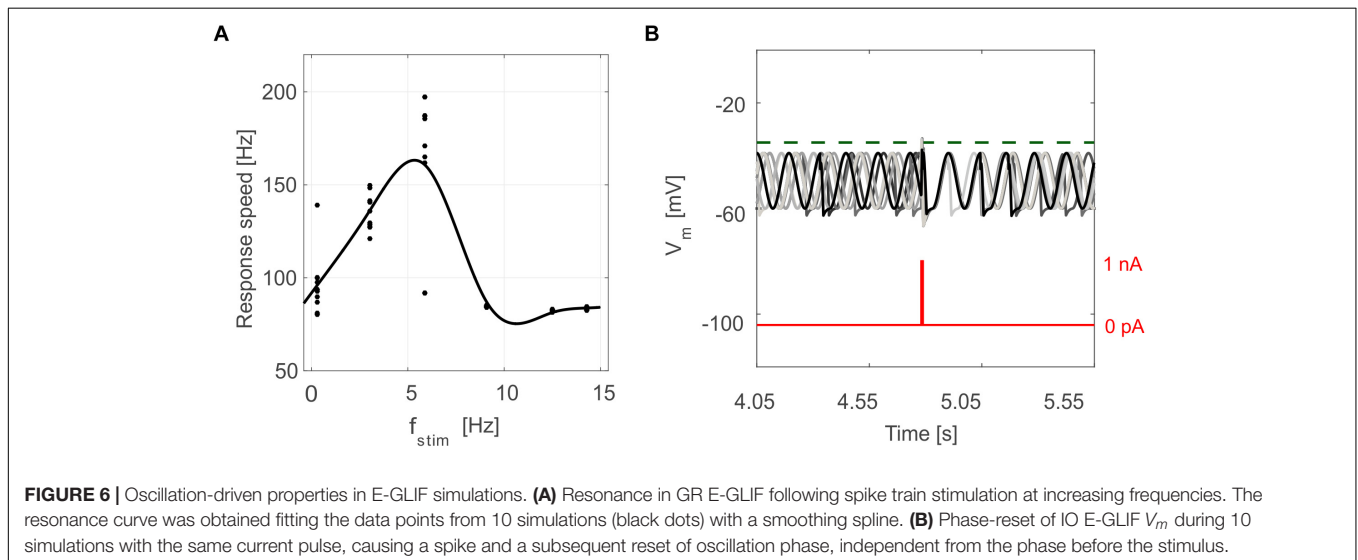 A
200
150
100
50
Response speed [Hz]
0 5 10 15
f stim [Hz]
B
-20
-60
-100
V m [mV]
1 nA
0 pA
4.05 4.55 5.05 5.55
Time [s]
FIGURE 6 | Oscillation-driven properties in E-GLIF simulations. (A) Resonance in GR E-GLIF following spike train stimulation at increasing frequencies. The
resonance curve was obtained fitting the data points from 10 simulations (black dots) with a smoothing spline. (B) Phase-reset of IO E-GLIF Vm during 10
simulations with the same current pulse, causing a spike and a subsequent reset of oscillation phase, independent from the phase before the stimulus.